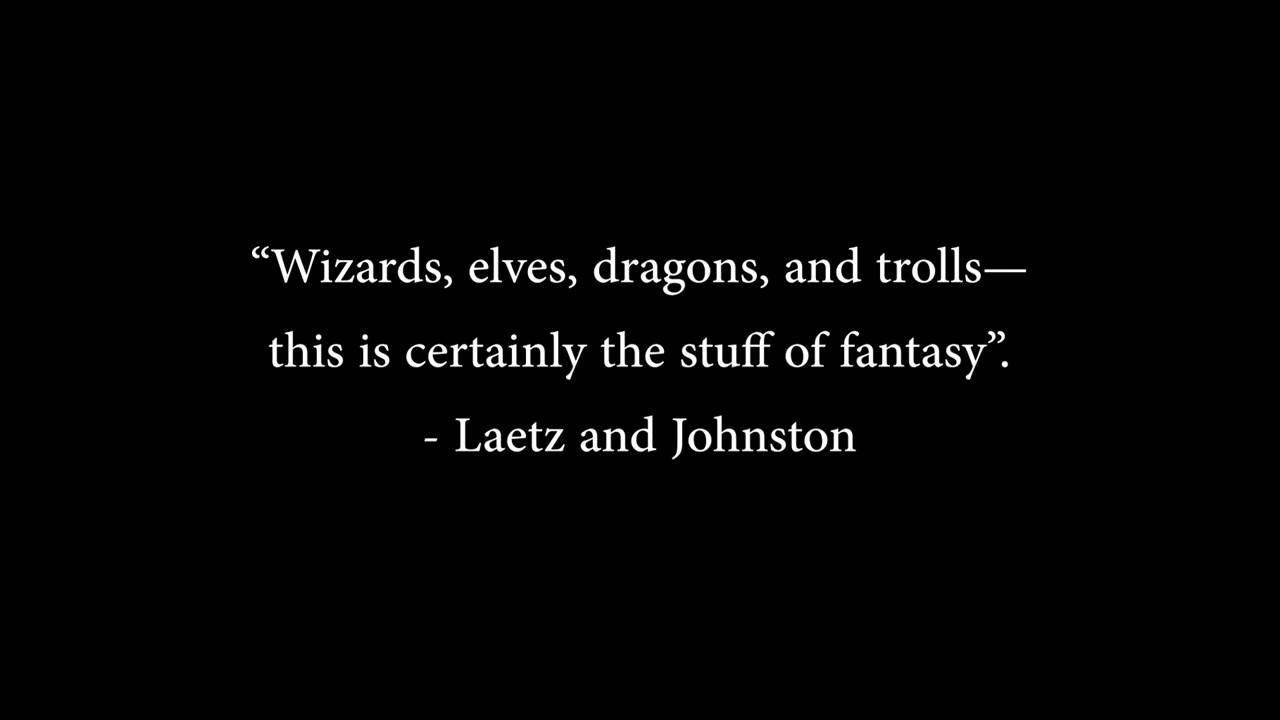 “Wizards, elves, dragons, and trolls—
this is certainly the stuff of fantasy”.
- Laetz and Johnston